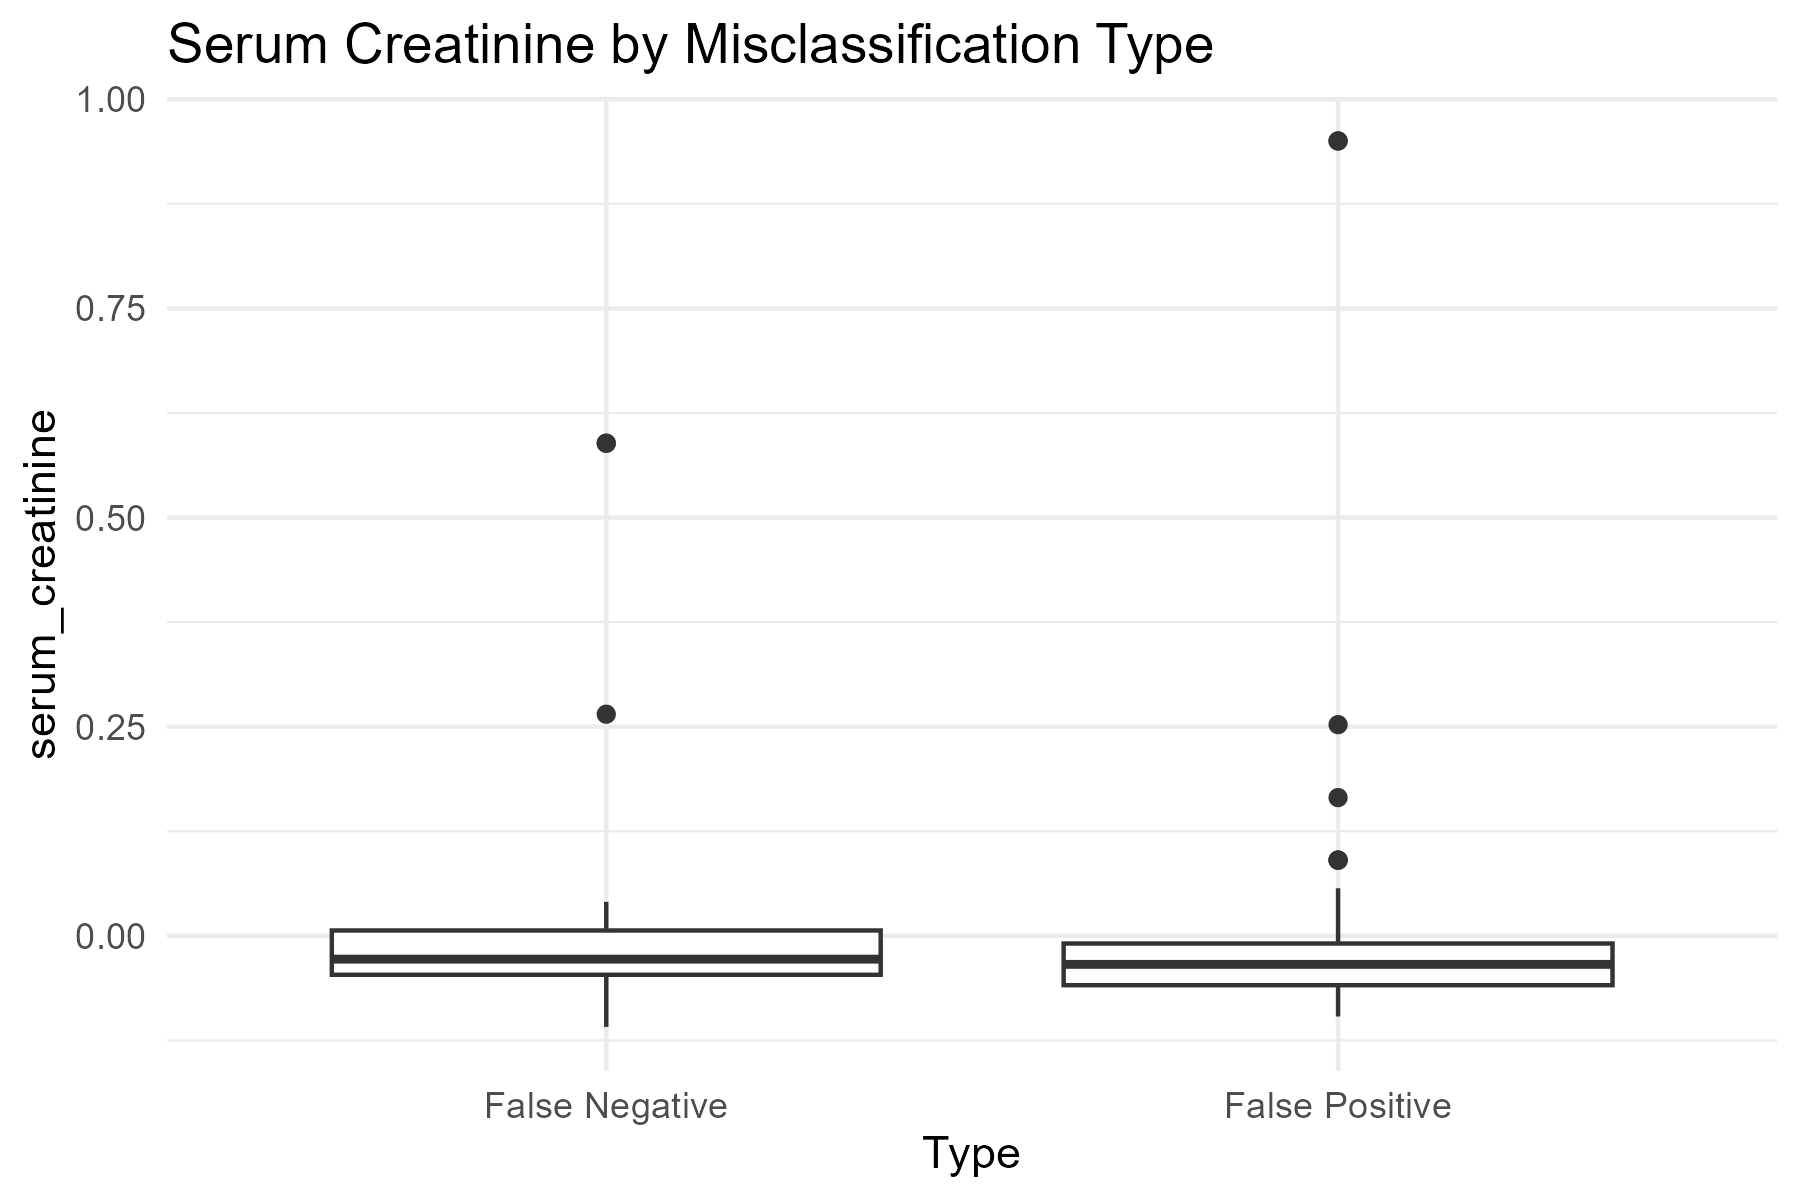 Serum Creatinine by Misclassification Type
1.00
0.75
0.50
0.25
0.00
serum_creatinine
False Negative
False Positive
Type